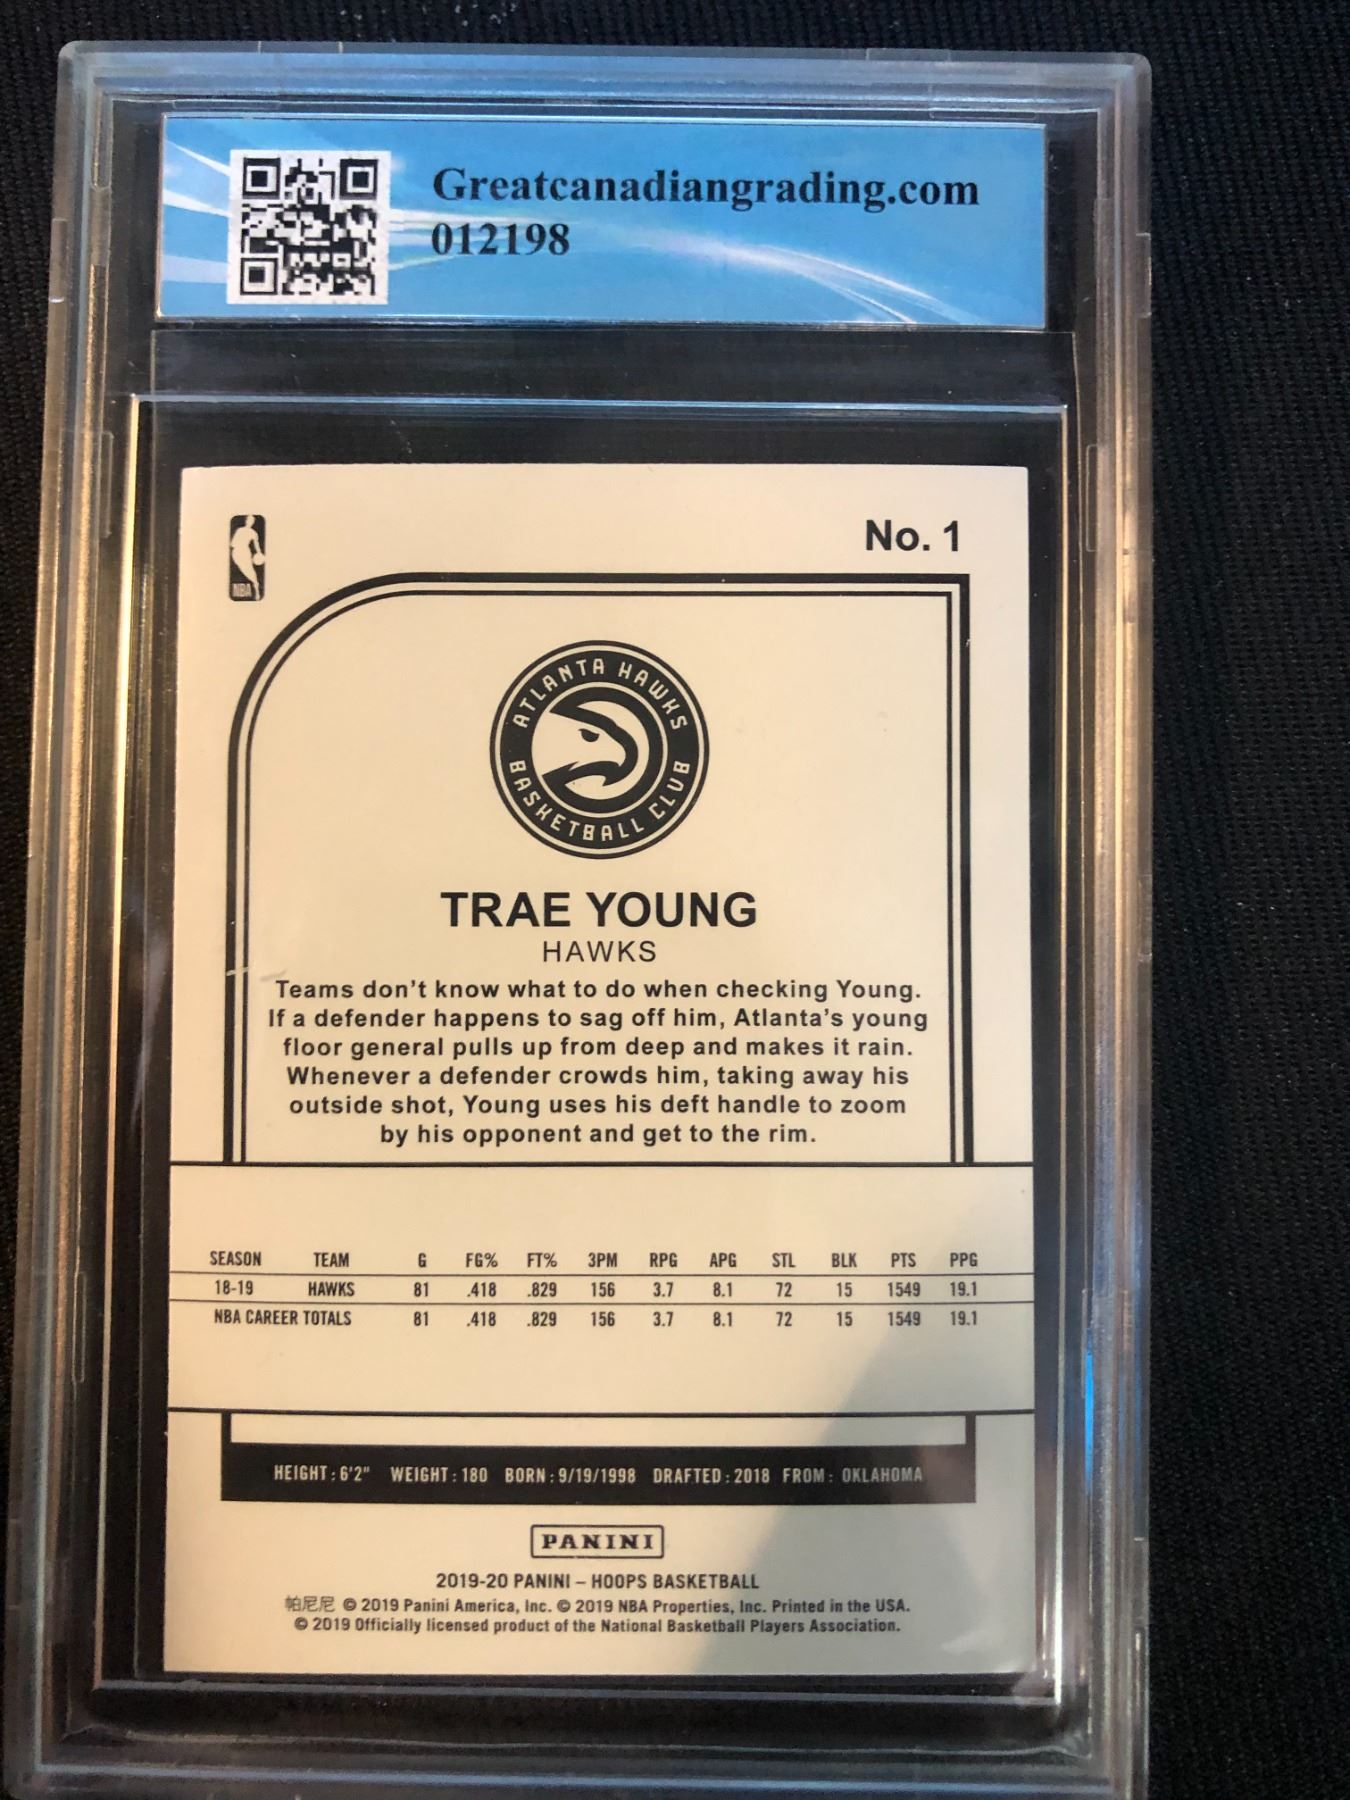 Greatcanadiangrading.com
012198
NBA
No. 1
ATLANTA HAWKS
BASKETBALL CLUB
TRAE YOUNG
HAWKS
Teams don't know what to do when checking Young.
If a defender happens to sag off him, Atlanta's young
floor general pulls up from deep and makes it rain.
Whenever a defender crowds him, taking away his
outside shot, Young uses his deft handle to zoom
by his opponent and get to the rim.
SEASON TEAM G FG% FT% 3PM RPG APG STL BLK PTS PPG
18-19 HAWKS 81 .418 .829 156 3.7 8.1 72 15 1549 19.1
NBA CAREER TOTALS 81 .418 .829 156 3.7 8.1 72 15 1549 19.1
HEIGHT: 6'2" WEIGHT: 180 BORN: 9/19/1998 DRAFTED: 2018 FROM: OKLAHOMA
PANINI
2019-20 PANINI – HOOPS BASKETBALL
帕尼尼 © 2019 Panini America, Inc. © 2019 NBA Properties, Inc. Printed in the USA.
© 2019 Officially licensed product of the National Basketball Players Association.